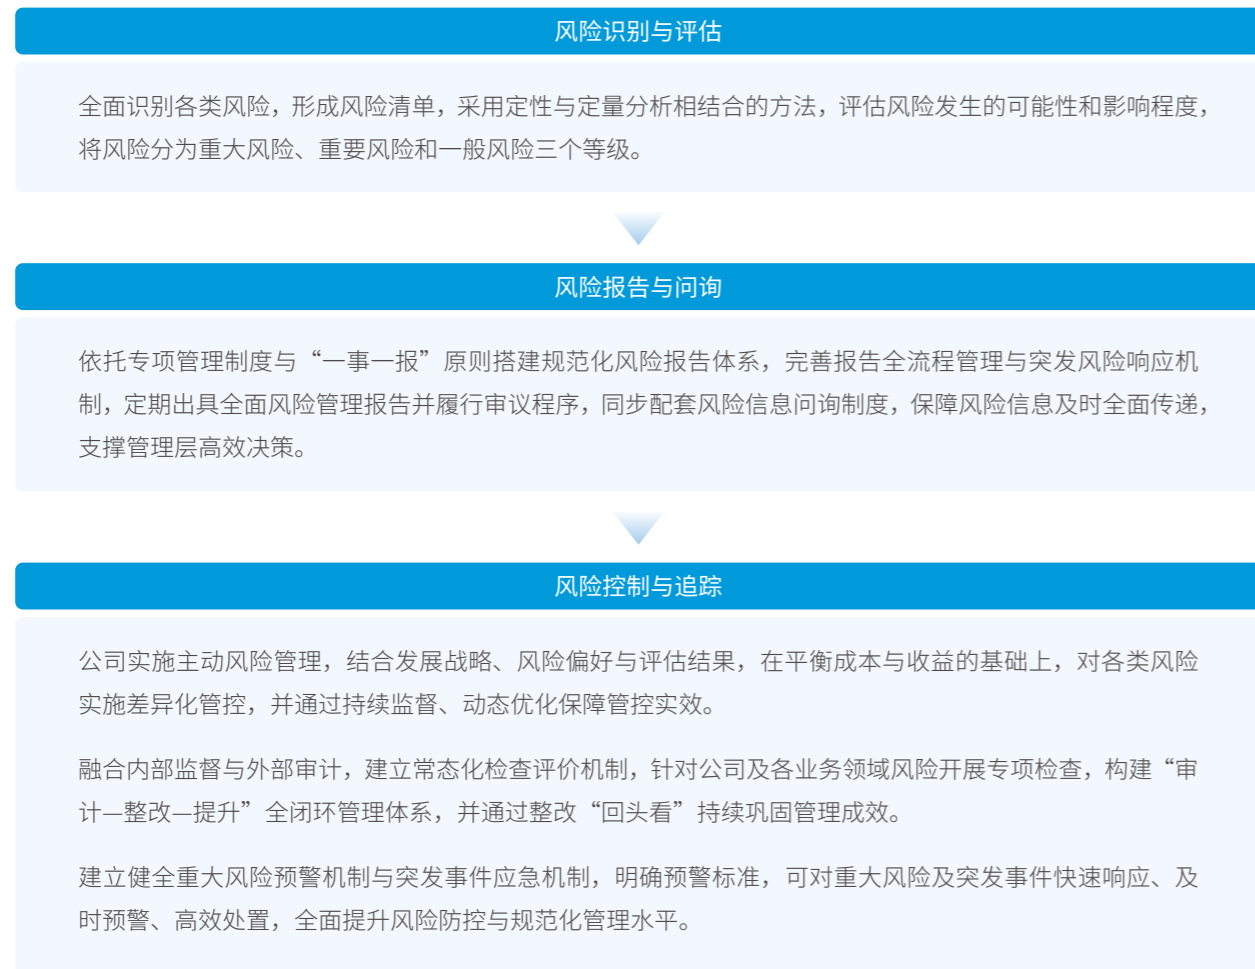 风险识别与评估
全面识别各类风险，形成风险清单，采用定性与定量分析相结合的方法，评估风险发生的可能性和影响程度，
将风险分为重大风险、重要风险和一般风险三个等级。
风险报告与问询
依托专项管理制度与“一事一报”原则搭建规范化风险报告体系，完善报告全流程管理与突发风险响应机
制，定期出具全面风险管理报告并履行审议程序，同步配套风险信息问询制度，保障风险信息及时全面传递，
支撑管理层高效决策。
风险控制与追踪
公司实施主动风险管理，结合发展战略、风险偏好与评估结果，在平衡成本与收益的基础上，对各类风险
实施差异化管控，并通过持续监督、动态优化保障管控实效。
融合内部监督与外部审计，建立常态化检查评价机制，针对公司及各业务领域风险开展专项检查，构建“审
计—整改—提升”全闭环管理体系，并通过整改“回头看”持续巩固管理成效。
建立健全重大风险预警机制与突发事件应急机制，明确预警标准，可对重大风险及突发事件快速响应、及
时预警、高效处置，全面提升风险防控与规范化管理水平。